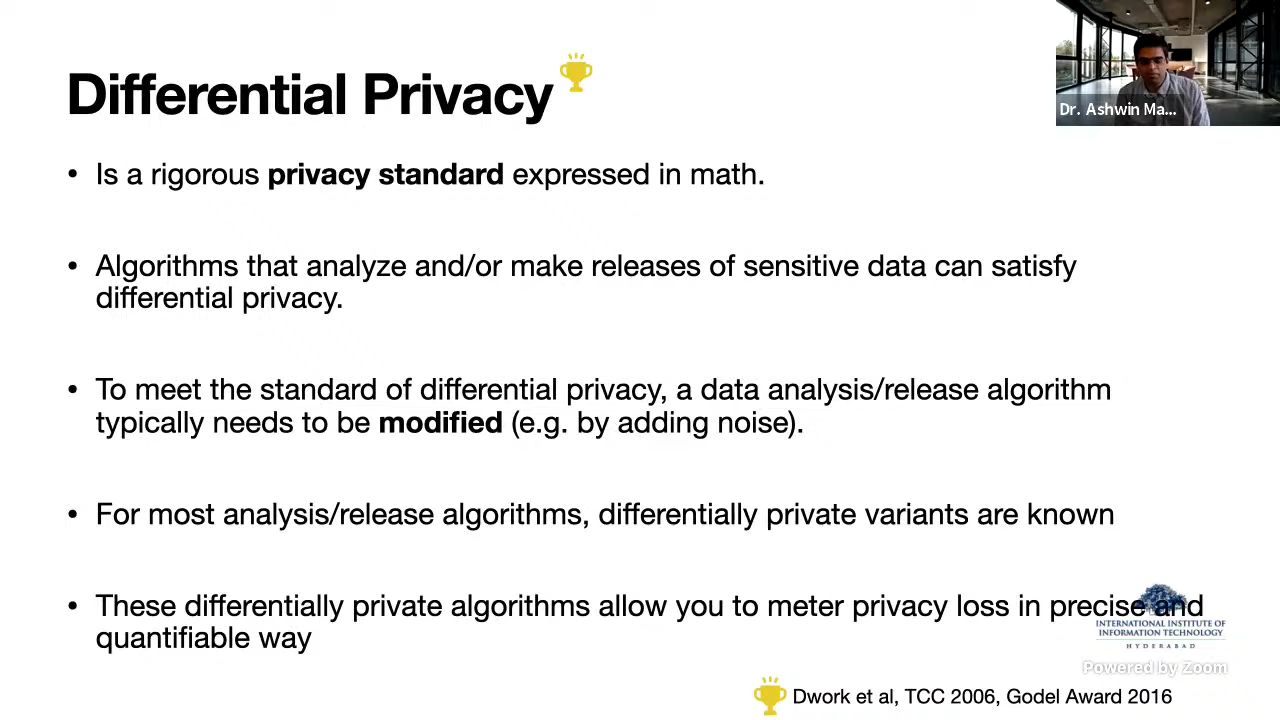 Differential Privacy
Dr. Ashwin Ma...
• Is a rigorous privacy standard expressed in math.
• Algorithms that analyze and/or make releases of sensitive data can satisfy
differential privacy.
• To meet the standard of differential privacy, a data analysis/release algorithm
typically needs to be modified (e.g. by adding noise).
• For most analysis/release algorithms, differentially private variants are known
• These differentially private algorithms allow you to meter privacy loss in precise and
quantifiable way
INTERNATIONAL INSTITUTE OF
INFORMATION TECHNOLOGY
HYDERABAD
Powered by Zoom
Dwork et al, TCC 2006, Godel Award 2016